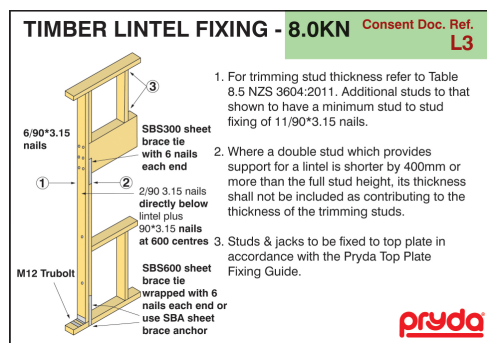 TIMBER LINTEL FIXING - 8.0KN
Consent Doc. Ref.
L3
3
6/90*3.15
nails
SBS300 sheet
brace tie
with 6 nails
each end
1
2
2/90 3.15 nails
directly below
lintel plus
90*3.15 nails
at 600 centres
M12 Trubolt
SBS600 sheet
brace tie
wrapped with 6
nails each end or
use SBA sheet
brace anchor
1. For trimming stud thickness refer to Table
8.5 NZS 3604:2011. Additional studs to that
shown to have a minimum stud to stud
fixing of 11/90*3.15 nails.
2. Where a double stud which provides
support for a lintel is shorter by 400mm or
more than the full stud height, its thickness
shall not be included as contributing to the
thickness of the trimming studs.
3. Studs & jacks to be fixed to top plate in
accordance with the Pryda Top Plate
Fixing Guide.
pryda